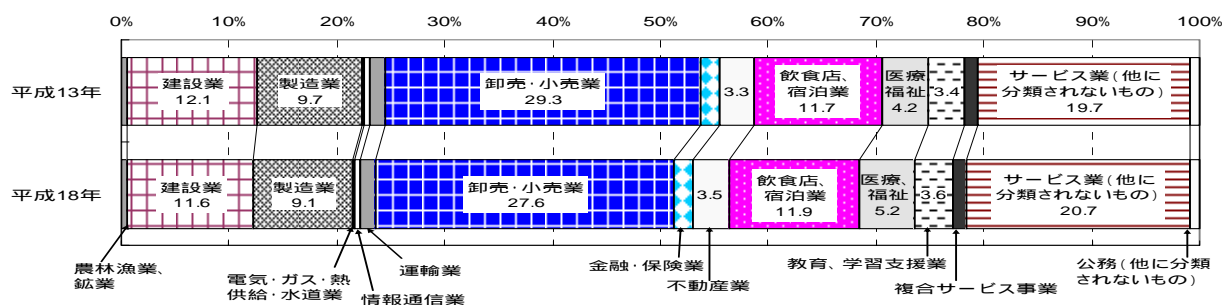 0% 10% 20% 30% 40% 50% 60% 70% 80% 90% 100%
平成13年
建設業
12.1
製造業
9.7
卸売・小売業
29.3
3.3
飲食店、
宿泊業
11.7
医療
福祉
4.2
3.4
サービス業(他に
分類されないもの)
19.7
平成18年
建設業
11.6
製造業
9.1
卸売・小売業
27.6
3.5
飲食店、
宿泊業
11.9
医療、
福祉
5.2
3.6
サービス業(他に
分類されないもの)
20.7
農林漁業、
鉱業
電気・ガス・熱
供給・水道業
情報通信業
運輸業
金融・保険業
不動産業
教育、学習支援業
複合サービス事業
公務(他に分類
されないもの)